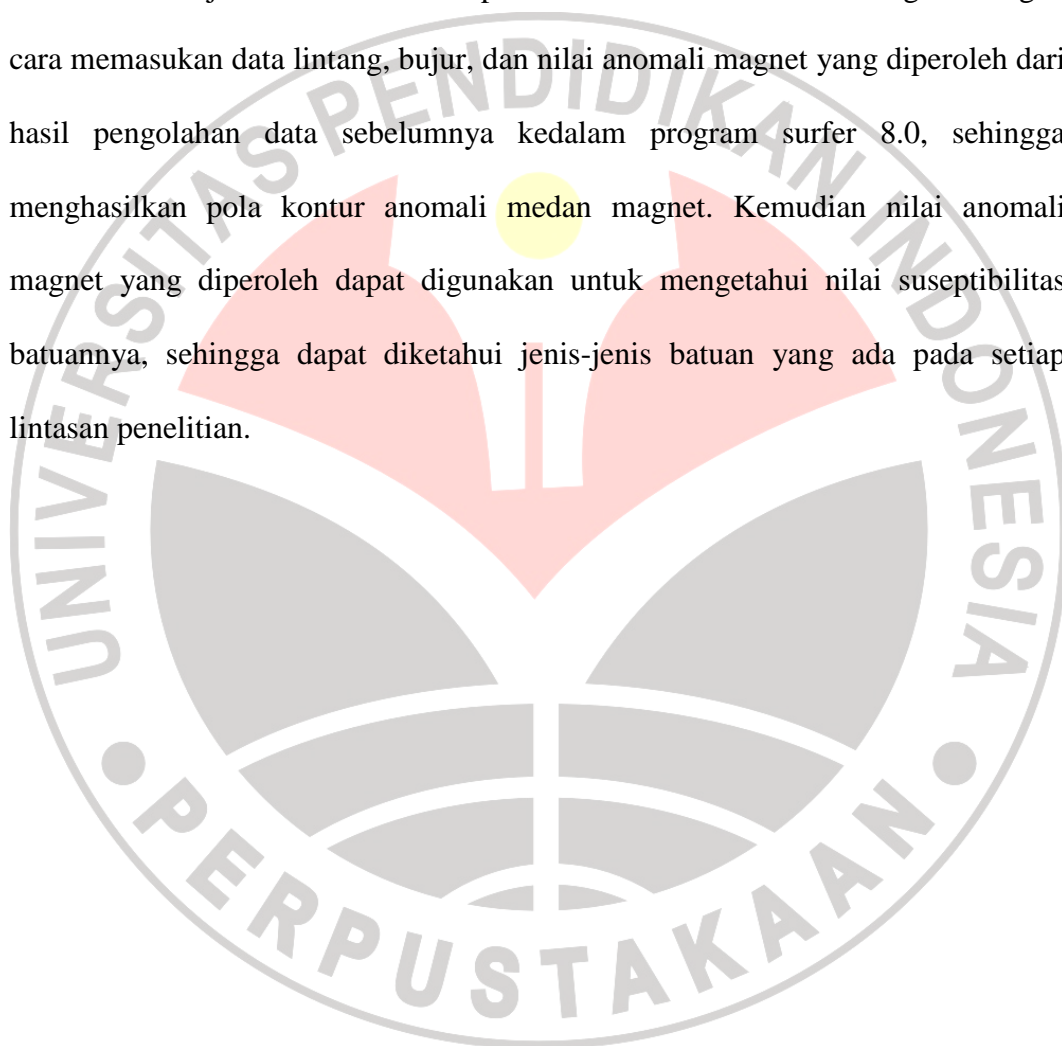 cara memasukan data lintang, bujur, dan nilai anomali magnet yang diperoleh dari
hasil pengolahan data sebelumnya kedalam program surfer 8.0, sehingga
menghasilkan pola kontur anomali medan magnet. Kemudian nilai anomali
magnet yang diperoleh dapat digunakan untuk mengetahui nilai suseptibilitas
batuannya, sehingga dapat diketahui jenis-jenis batuan yang ada pada setiap
lintasan penelitian.
UNIVERSITAS PENDIDIKAN INDONESIA
PERPUSTAKAAN